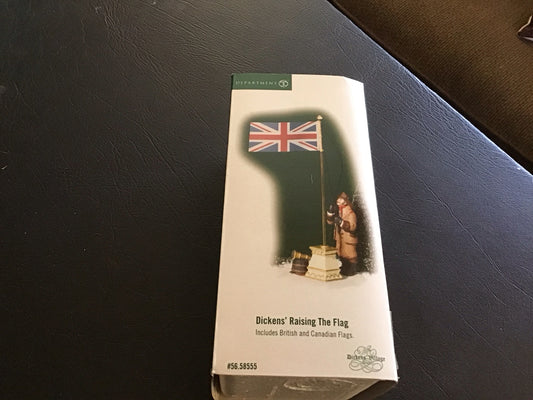 DEPARTMENT 56
Dickens' Raising The Flag
Includes British and Canadian Flags.
Dickens' Village
#56.58555